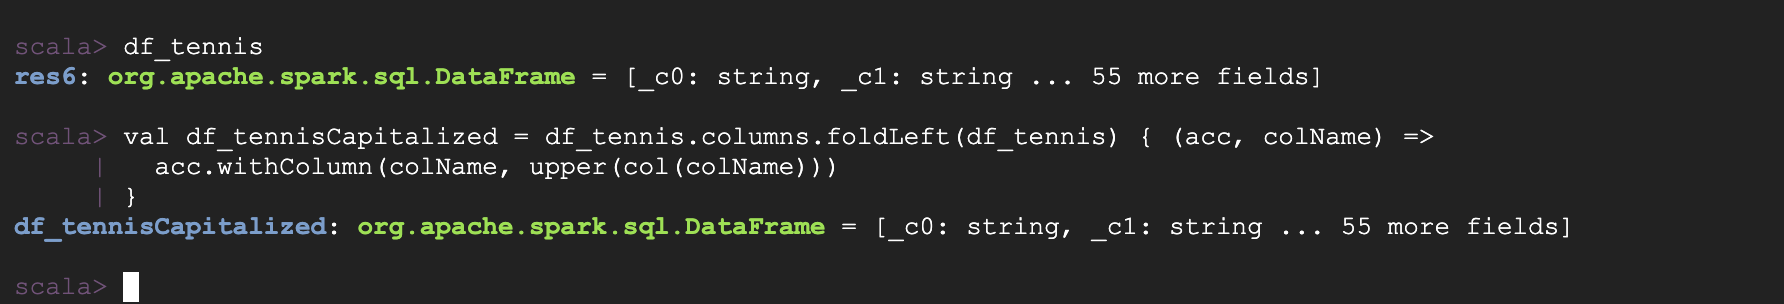 scala> df_tennis
res6: org.apache.spark.sql.DataFrame = [_c0: string, _c1: string ... 55 more fields]
scala> val df_tennisCapitalized = df_tennis.columns.foldLeft(df_tennis) { (acc, colName) =>
     |   acc.withColumn(colName, upper(col(colName)))
     | }
df_tennisCapitalized: org.apache.spark.sql.DataFrame = [_c0: string, _c1: string ... 55 more fields]
scala>